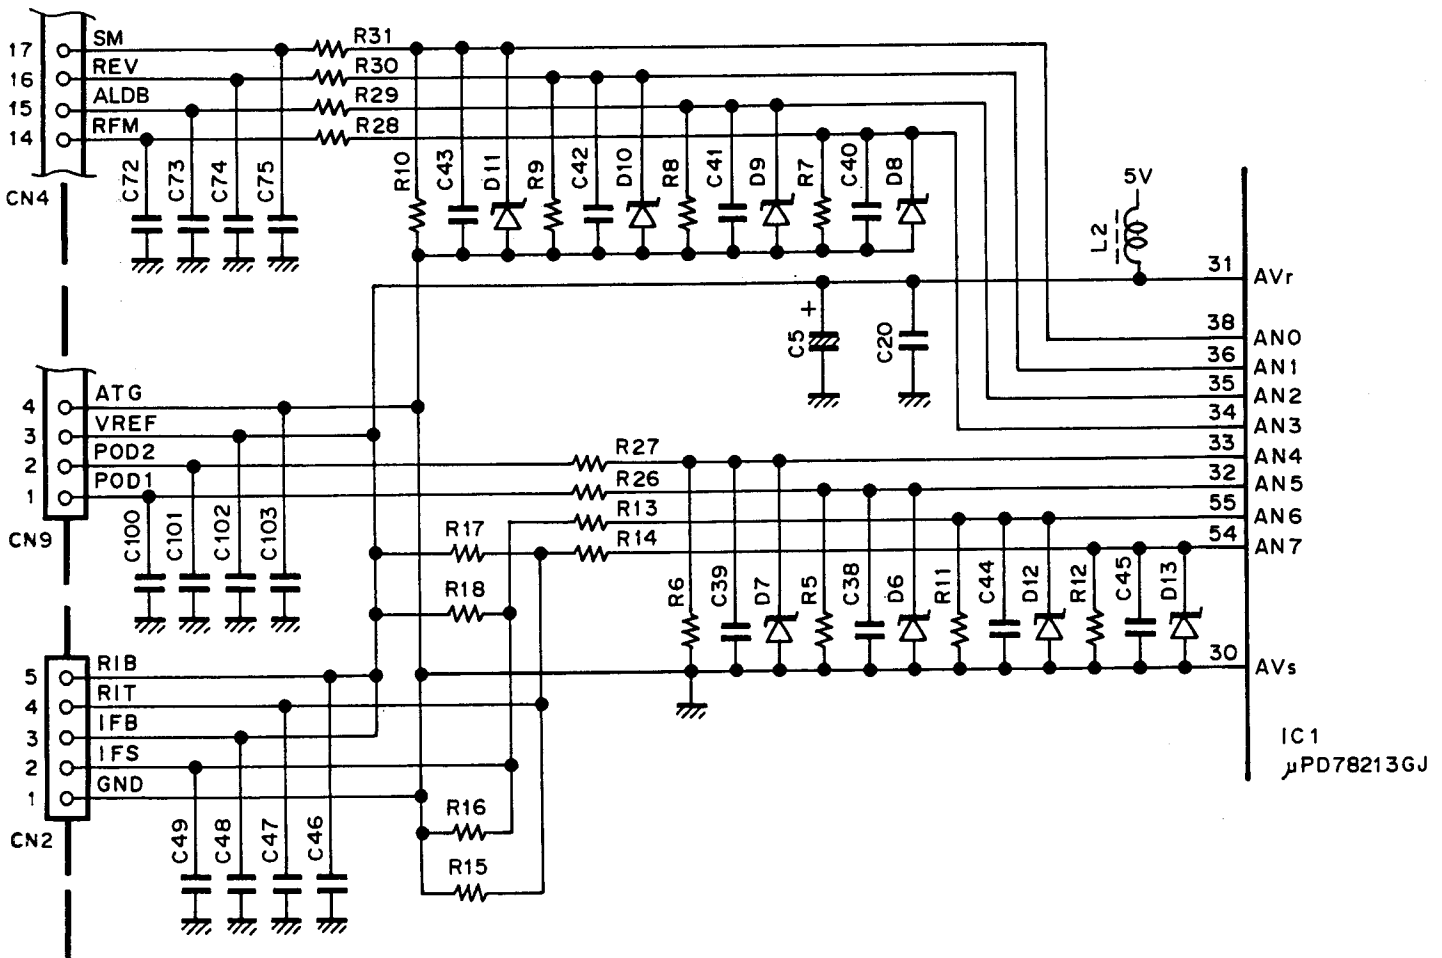 17 SM R31
16 REV R30
15 ALDB R29
14 RFM R28
CN4
C72 C73 C74 C75
R10 C43 D11 R9 C42 D10 R8 C41 D9 R7 C40 D8
5V
L2
31 AVr
+
C5 C20
38 AN0
36 AN1
35 AN2
34 AN3
33 AN4
32 AN5
55 AN6
54 AN7
30 AVs
4 ATG
3 VREF
2 POD2 R27
1 POD1 R26
R13
R17 R14
R18
CN9
C100 C101 C102 C103
R6 C39 D7 R5 C38 D6 R11 C44 D12 R12 C45 D13
5 RIB
4 RIT
3 IFB
2 IFS
1 GND
CN2
C49 C48 C47 C46
R16
R15
IC1
μPD78213GJ